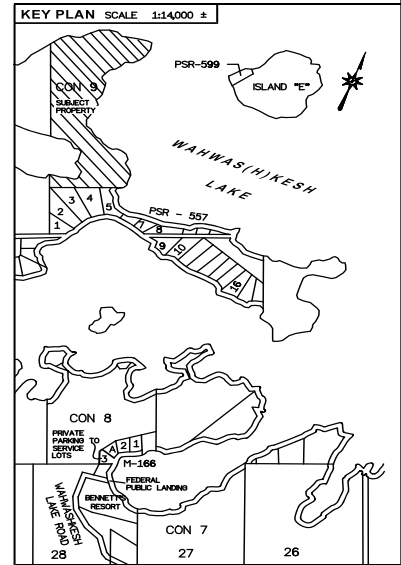 KEY PLAN SCALE 1:14,000 ±
PSR-599
ISLAND "E"
CON 9
SUBJECT
PROPERTY
WAHWAS(H)KESH
LAKE
3
4
2
5
1
PSR - 557
7
8
9
10
16
CON 8
PRIVATE
PARKING TO
SERVICE
LOTS
A
2
1
3
M-166
FEDERAL
PUBLIC LANDING
WAHWASHKESH
LAKE ROAD
BENNETT'S
RESORT
CON 7
28
27
26